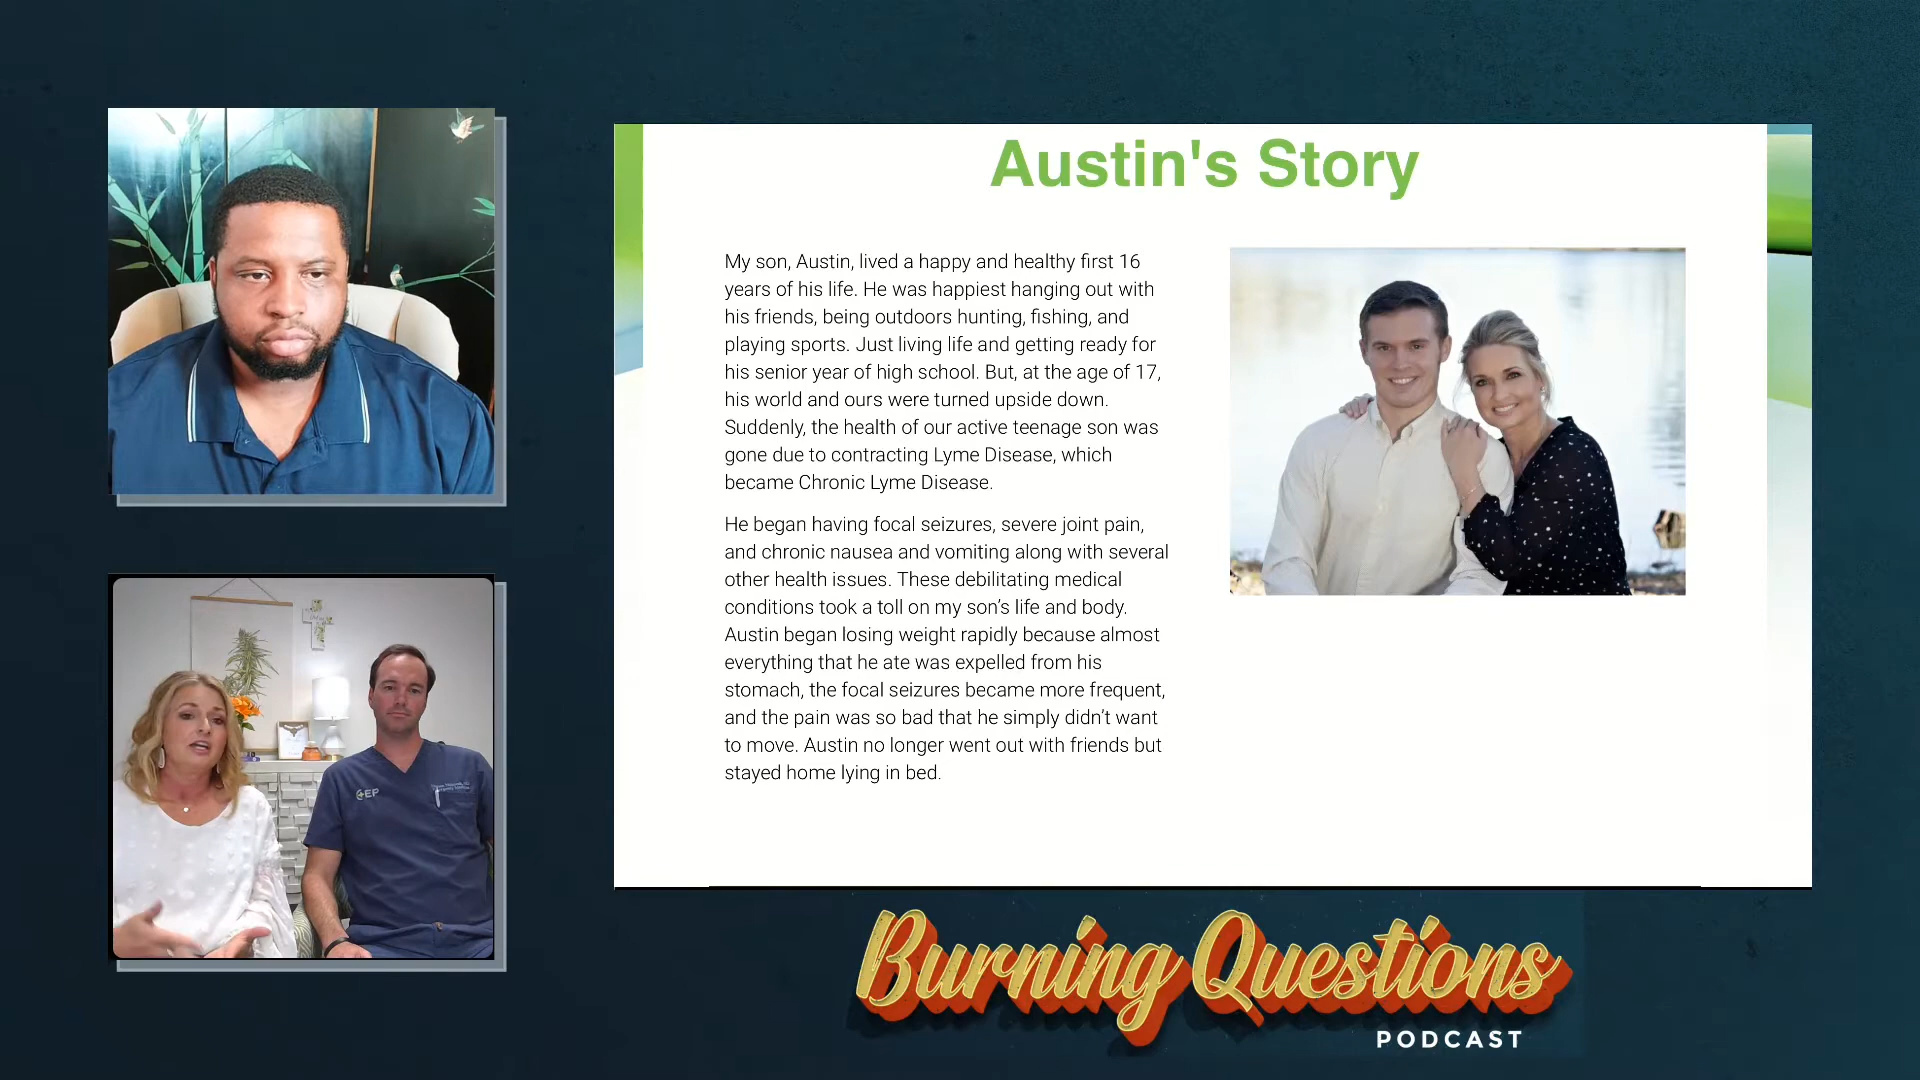 Austin's Story
My son, Austin, lived a happy and healthy first 16
years of his life. He was happiest hanging out with
his friends, being outdoors hunting, fishing, and
playing sports. Just living life and getting ready for
his senior year of high school. But, at the age of 17,
his world and ours were turned upside down.
Suddenly, the health of our active teenage son was
gone due to contracting Lyme Disease, which
became Chronic Lyme Disease.
He began having focal seizures, severe joint pain,
and chronic nausea and vomiting along with several
other health issues. These debilitating medical
conditions took a toll on my son’s life and body.
Austin began losing weight rapidly because almost
everything that he ate was expelled from his
stomach, the focal seizures became more frequent,
and the pain was so bad that he simply didn’t want
to move. Austin no longer went out with friends but
stayed home lying in bed.
EP
Burning Questions
PODCAST